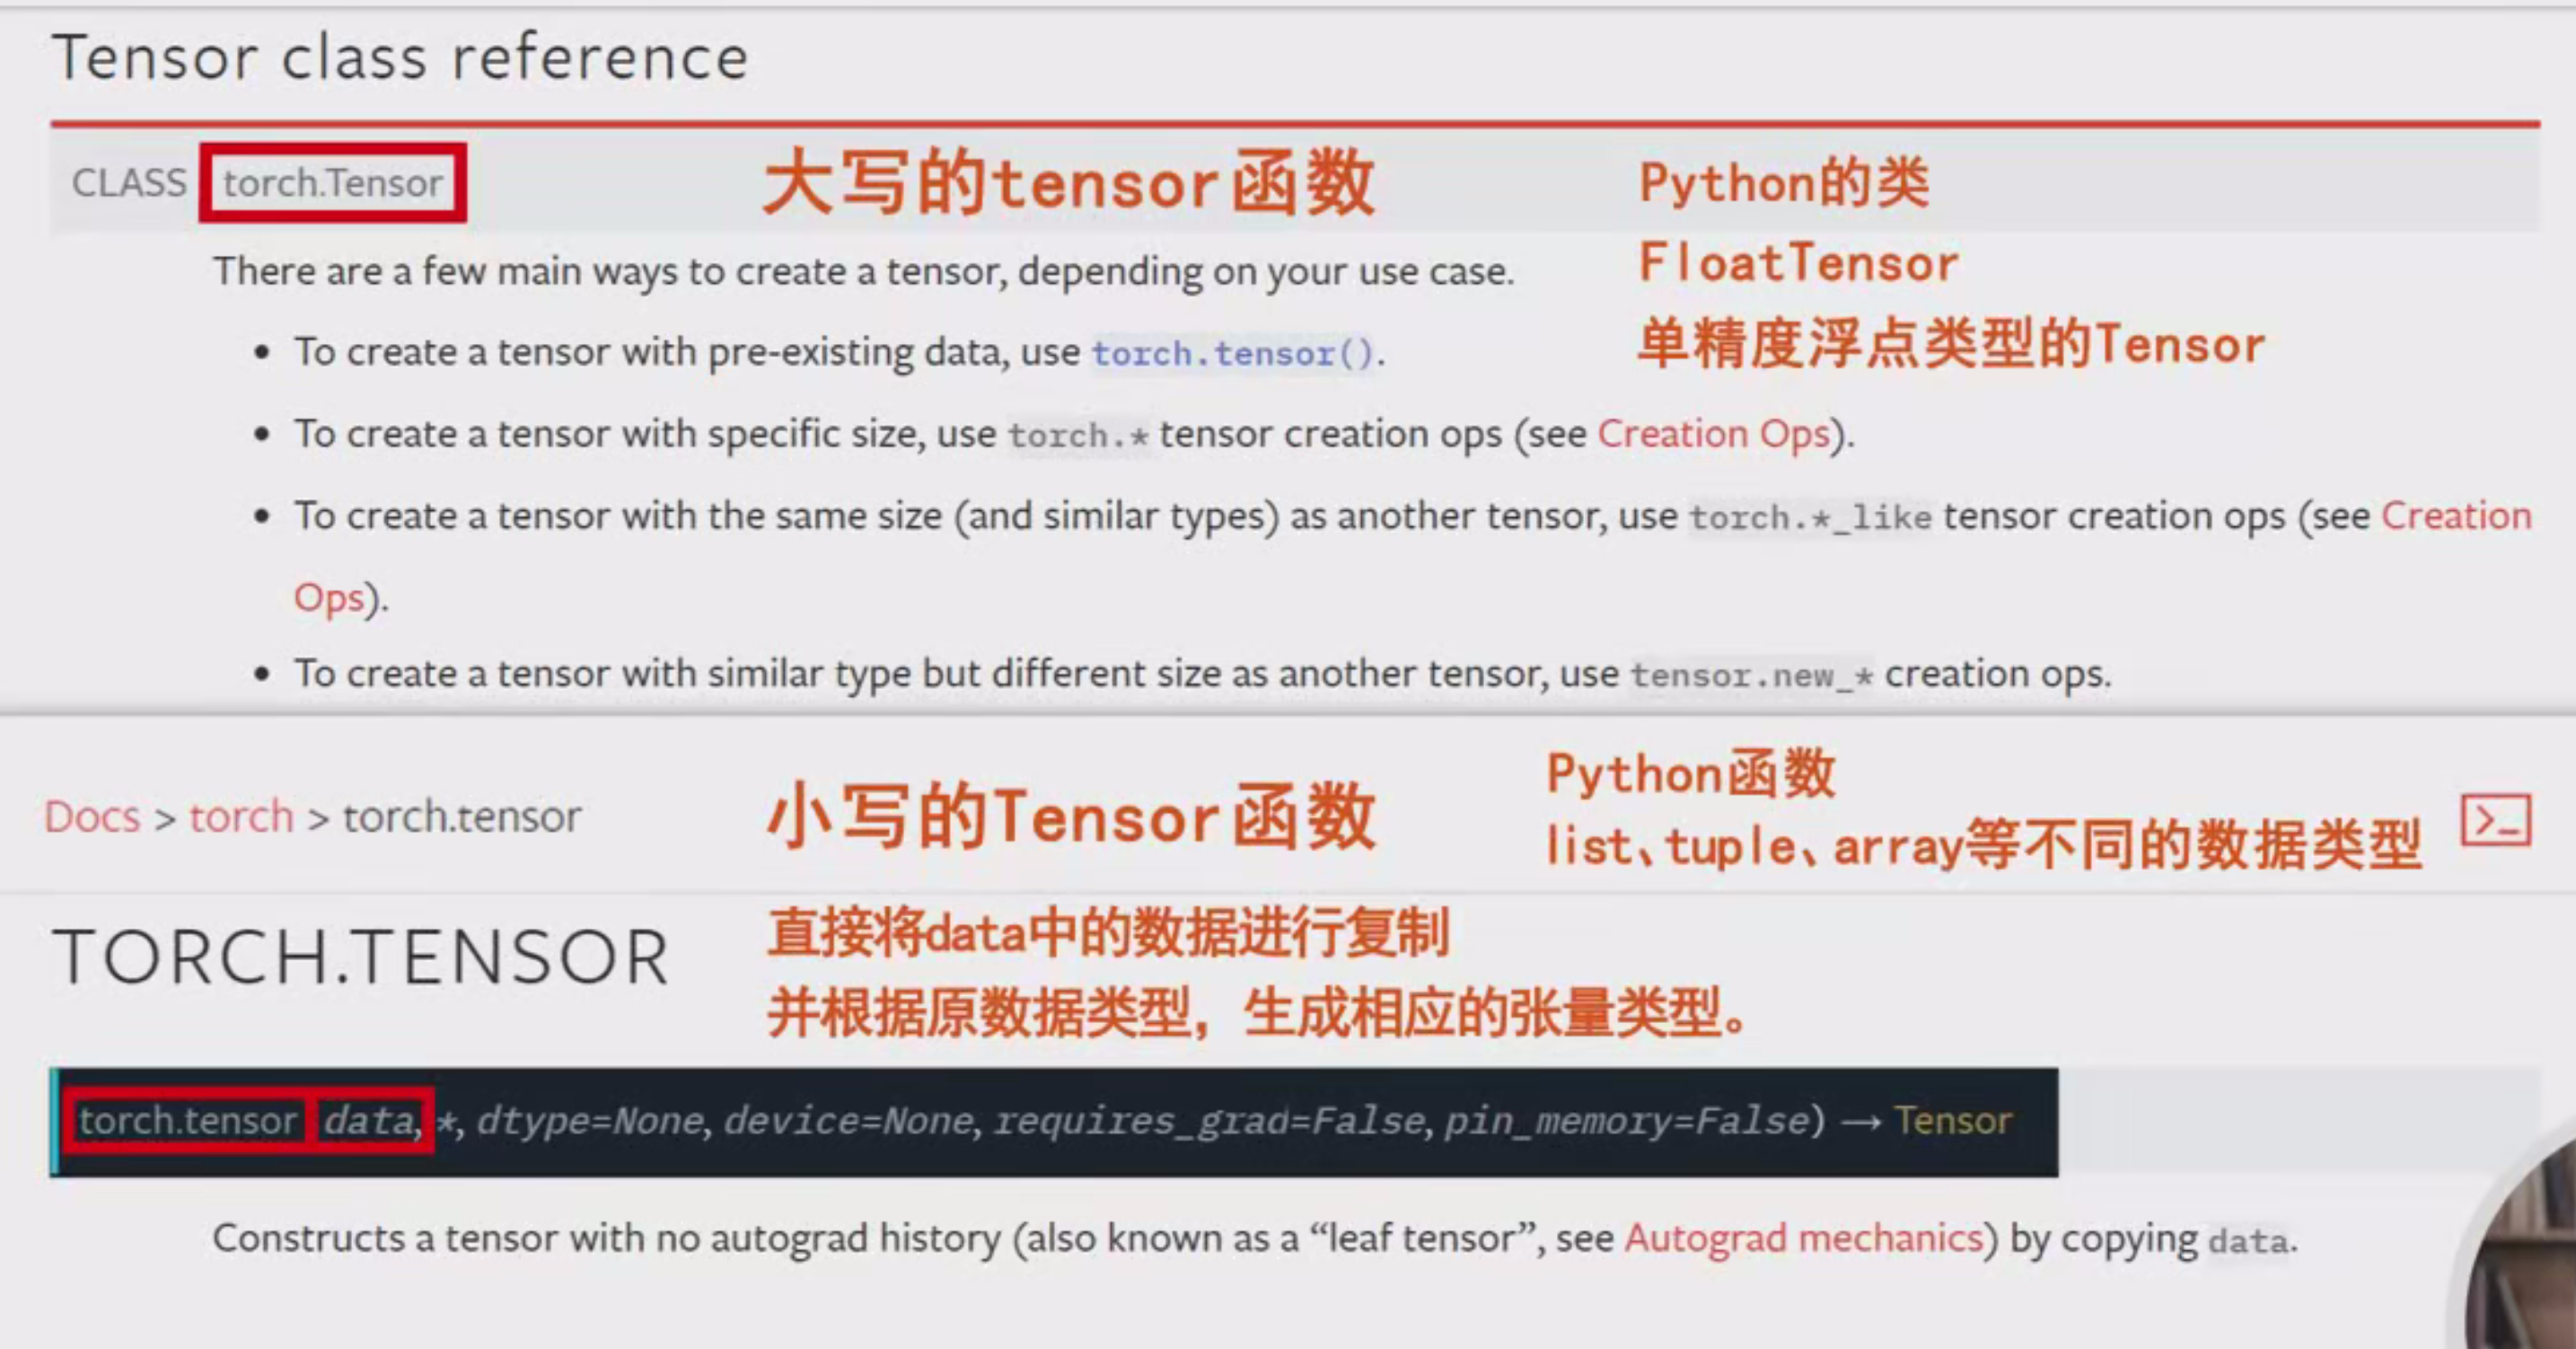 Tensor class reference
CLASS torch.Tensor 大写的tensor函数 Python的类
There are a few main ways to create a tensor, depending on your use case. FloatTensor
• To create a tensor with pre-existing data, use torch.tensor(). 单精度浮点类型的Tensor
• To create a tensor with specific size, use torch.* tensor creation ops (see Creation Ops).
• To create a tensor with the same size (and similar types) as another tensor, use torch.*_like tensor creation ops (see Creation
Ops).
• To create a tensor with similar type but different size as another tensor, use tensor.new_* creation ops.
Docs > torch > torch.tensor 小写的Tensor函数
Python函数
list、tuple、array等不同的数据类型
>_
TORCH.TENSOR
直接将data中的数据进行复制
并根据原数据类型，生成相应的张量类型。
torch.tensor data, *, dtype=None, device=None, requires_grad=False, pin_memory=False) → Tensor
Constructs a tensor with no autograd history (also known as a “leaf tensor”, see Autograd mechanics) by copying data.